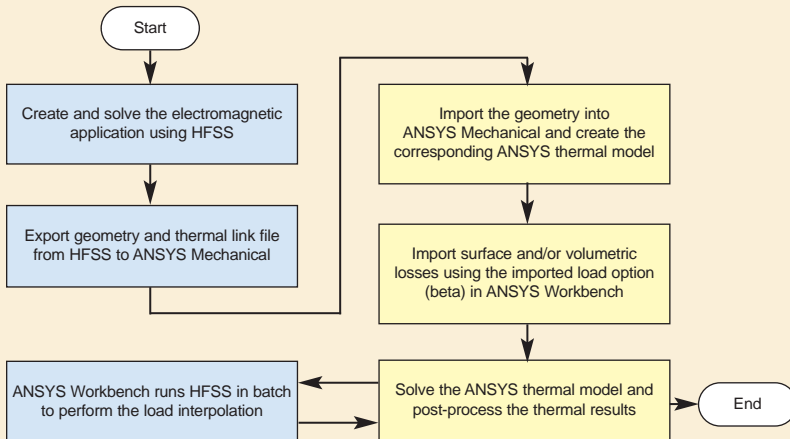 Start
Create and solve the electromagnetic
application using HFSS
Export geometry and thermal link file
from HFSS to ANSYS Mechanical
Import the geometry into
ANSYS Mechanical and create the
corresponding ANSYS thermal model
Import surface and/or volumetric
losses using the imported load option
(beta) in ANSYS Workbench
Solve the ANSYS thermal model and
post-process the thermal results
ANSYS Workbench runs HFSS in batch
to perform the load interpolation
End